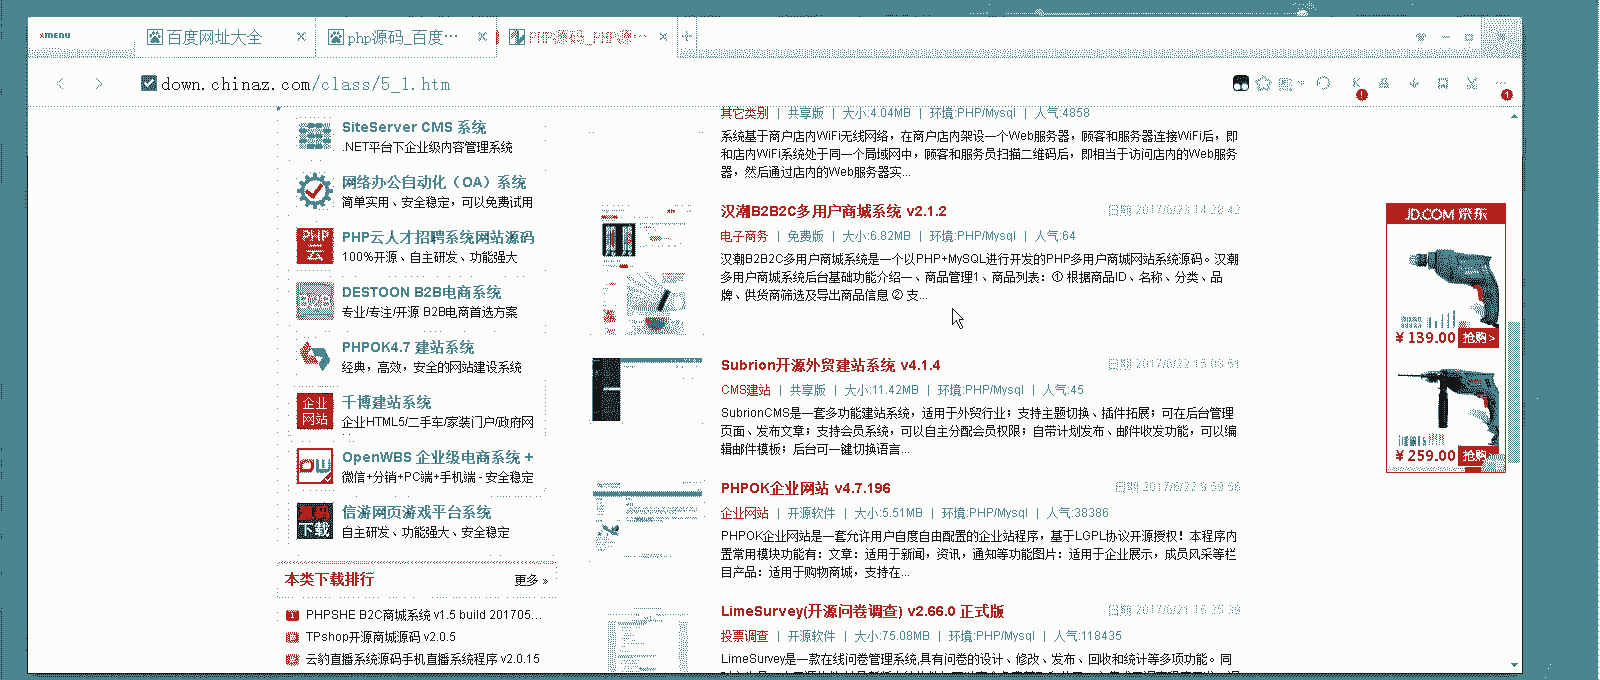 MENU
百度网址大全
php源码_百度…
PHP源码_PHP源…
down.chinaz.com/class/5_1.htm
SiteServer CMS 系统
.NET平台下企业级内容管理系统
网络办公自动化（OA）系统
简单实用、安全稳定，可以免费试用
PHP云
PHP云人才招聘系统网站源码
100%开源、自主研发、功能强大
B2B
DESTOON B2B电商系统
专业/专注/开源 B2B电商首选方案
PHPOK4.7 建站系统
经典，高效，安全的网站建设系统
企业
网站
千博建站系统
企业HTML5/二手车/家装门户/政府网
OpenWBS 企业级电商系统 +
微信+分销+PC端+手机端 - 安全稳定
下载
信游网页游戏平台系统
自主研发、功能强大、安全稳定
本类下载排行
更多 »
1 PHPSHE B2C商城系统 v1.5 build 201705...
TPshop开源商城源码 v2.0.5
云豹直播系统源码手机直播系统程序 v2.0.15
其它类别 | 共享版 | 大小:4.04MB | 环境:PHP/Mysql | 人气:4858
系统基于商户店内WiFi无线网络，在商户店内架设一个Web服务器，顾客和服务器连接WiFi后，即
和店内WiFi系统处于同一个局域网中，顾客和服务员扫描二维码后，即相当于访问店内的Web服务
器，然后通过店内的Web服务器实...
汉潮B2B2C多用户商城系统 v2.1.2
日期:2017/6/23 14:28:42
电子商务 | 免费版 | 大小:6.82MB | 环境:PHP/Mysql | 人气:64
汉潮B2B2C多用户商城系统是一个以PHP+MySQL进行开发的PHP多用户商城网站系统源码。汉潮
多用户商城系统后台基础功能介绍一、商品管理1、商品列表：① 根据商品ID、名称、分类、品
牌、供货商筛选及导出商品信息 ② 支...
Subrion开源外贸建站系统 v4.1.4
CMS建站 | 共享版 | 大小:11.42MB | 环境:PHP/Mysql | 人气:45
SubrionCMS是一套多功能建站系统，适用于外贸行业；支持主题切换、插件拓展；可在后台管理
页面、发布文章；支持会员系统，可以自主分配会员权限；自带计划发布、邮件收发功能，可以编
辑邮件模板；后台可一键切换语言...
PHPOK企业网站 v4.7.196
企业网站 | 开源软件 | 大小:5.51MB | 环境:PHP/Mysql | 人气:38386
PHPOK企业网站是一套允许用户自度自由配置的企业站程序，基于LGPL协议开源授权！本程序内
置常用模块功能有：文章：适用于新闻，资讯，通知等功能图片：适用于企业展示，成员风采等栏
目产品：适用于购物商城，支持在...
LimeSurvey(开源问卷调查) v2.66.0 正式版
投票调查 | 开源软件 | 大小:75.08MB | 环境:PHP/Mysql | 人气:118435
LimeSurvey是一款在线问卷管理系统,具有问卷的设计、修改、发布、回收和统计等多项功能。同
JD.COM 京东
¥ 139.00 抢购>
¥ 259.00 抢购